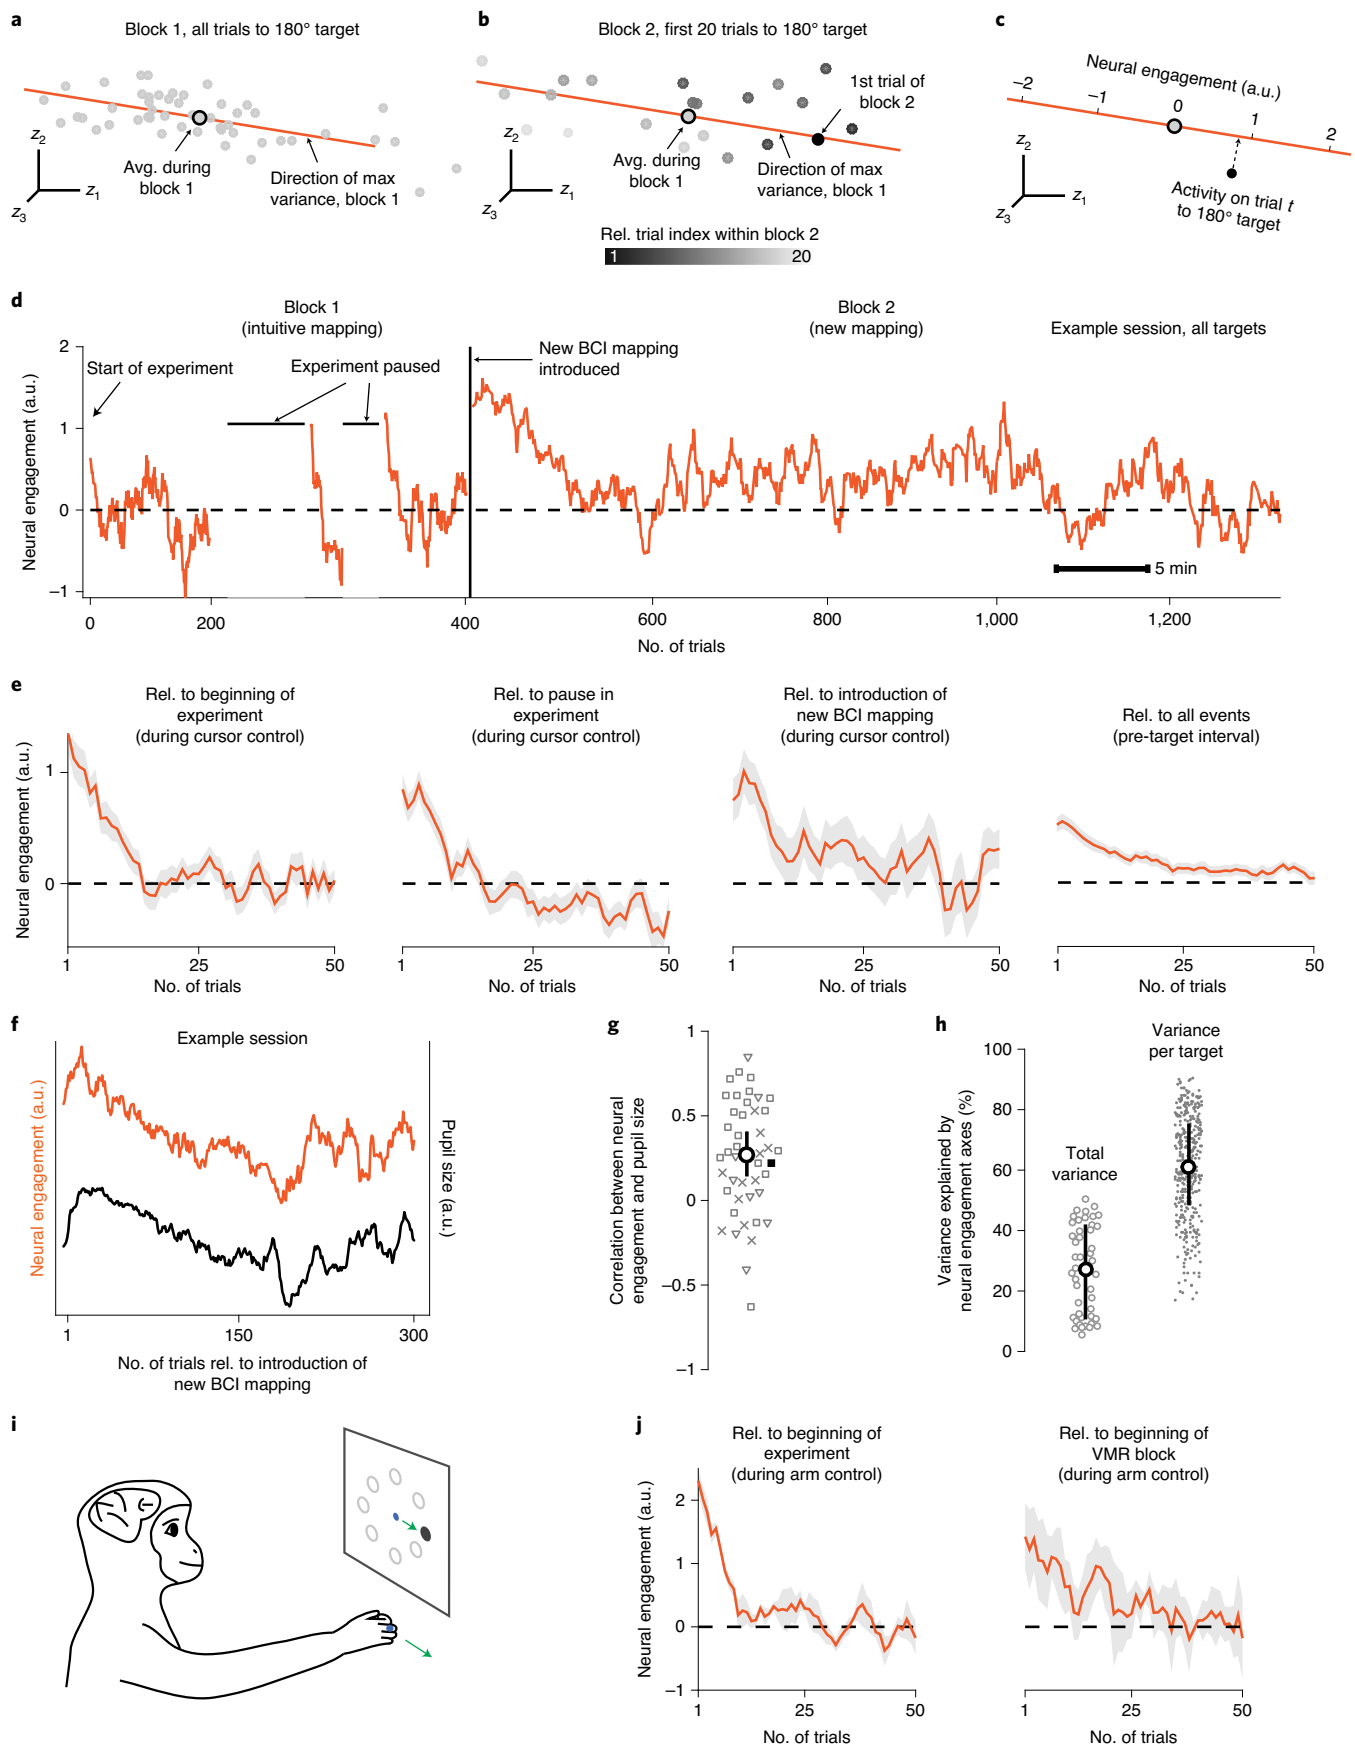 a
Block 1, all trials to 180° target
z2
z1
z3
Avg. during
block 1
Direction of max
variance, block 1
b
Block 2, first 20 trials to 180° target
1st trial of
block 2
z2
z1
z3
Avg. during
block 1
Direction of max
variance, block 1
Rel. trial index within block 2
1
20
c
Neural engagement (a.u.)
–2
–1
0
1
2
z2
z1
z3
Activity on trial t
to 180° target
d
Block 1
(intuitive mapping)
Block 2
(new mapping)
Example session, all targets
Start of experiment
Experiment paused
New BCI mapping
introduced
Neural engagement (a.u.)
2
1
0
–1
5 min
0
200
400
600
800
1,000
1,200
No. of trials
e
Rel. to beginning of
experiment
(during cursor control)
Rel. to pause in
experiment
(during cursor control)
Rel. to introduction of
new BCI mapping
(during cursor control)
Rel. to all events
(pre-target interval)
Neural engagement (a.u.)
1
0
1
25
50
No. of trials
1
25
50
No. of trials
1
25
50
No. of trials
1
25
50
No. of trials
f
Example session
Neural engagement (a.u.)
Pupil size (a.u.)
1
150
300
No. of trials rel. to introduction of
new BCI mapping
g
Correlation between neural
engagement and pupil size
1
0.5
0
–0.5
–1
h
Variance explained by
neural engagement axes (%)
100
80
60
40
20
0
Total
variance
Variance
per target
i
j
Rel. to beginning of
experiment
(during arm control)
Rel. to beginning of
VMR block
(during arm control)
Neural engagement (a.u.)
2
1
0
–1
1
25
50
No. of trials
1
25
50
No. of trials